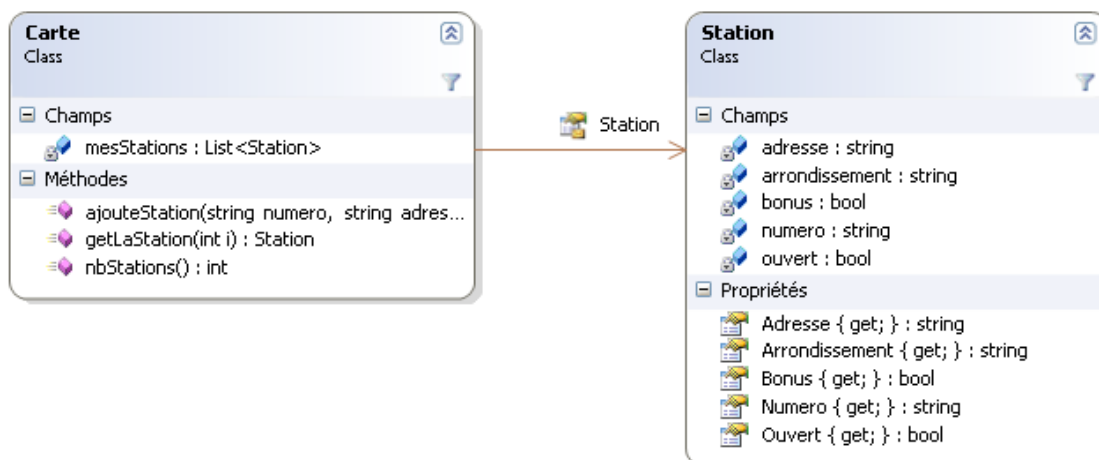 Carte
Class
Champs
mesStations : List<Station>
Méthodes
ajouteStation(string numero, string adres...
getLaStation(int i) : Station
nbStations() : int
Station
Station
Class
Champs
adresse : string
arrondissement : string
bonus : bool
numero : string
ouvert : bool
Propriétés
Adresse { get; } : string
Arrondissement { get; } : string
Bonus { get; } : bool
Numero { get; } : string
Ouvert { get; } : bool